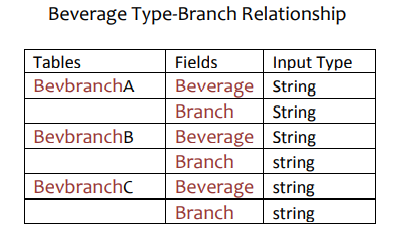 Beverage Type-Branch Relationship
Tables Fields Input Type
BevbranchA Beverage String
Branch String
BevbranchB Beverage String
Branch string
BevbranchC Beverage string
Branch string